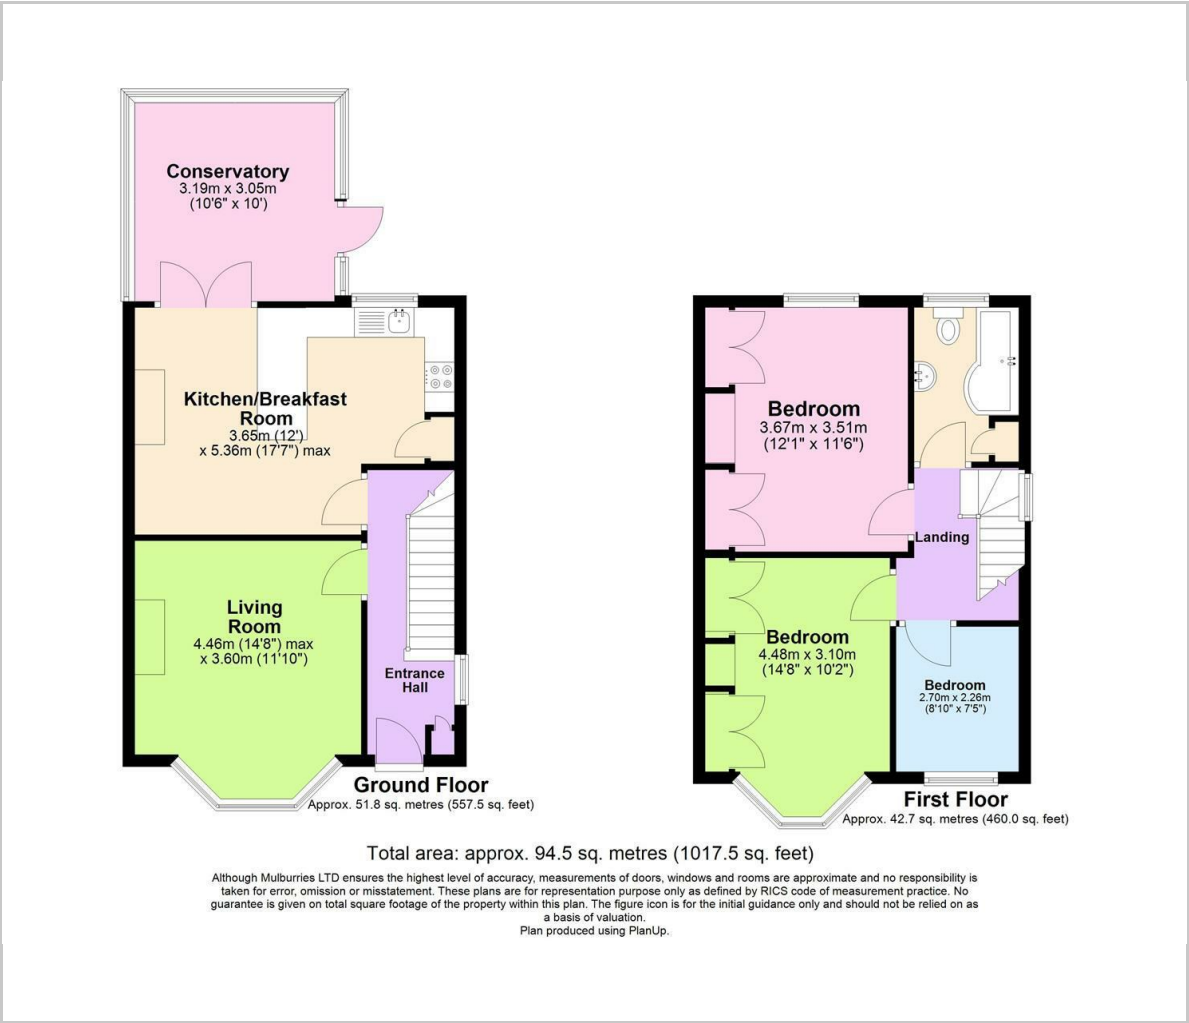 Conservatory
3.19m x 3.05m
(10'6" x 10')
Kitchen/Breakfast
Room
3.65m (12')
x 5.36m (17'7") max
Living
Room
4.46m (14'8") max
x 3.60m (11'10")
Entrance
Hall
Ground Floor
Approx. 51.8 sq. metres (557.5 sq. feet)
Bedroom
3.67m x 3.51m
(12'1" x 11'6")
Landing
Bedroom
4.48m x 3.10m
(14'8" x 10'2")
Bedroom
2.70m x 2.26m
(8'10" x 7'5")
First Floor
Approx. 42.7 sq. metres (460.0 sq. feet)
Total area: approx. 94.5 sq. metres (1017.5 sq. feet)
Although Mulburries LTD ensures the highest level of accuracy, measurements of doors, windows and rooms are approximate and no responsibility is
taken for error, omission or misstatement. These plans are for representation purpose only as defined by RICS code of measurement practice. No
guarantee is given on total square footage of the property within this plan. The figure icon is for the initial guidance only and should not be relied on as
a basis of valuation.
Plan produced using PlanUp.